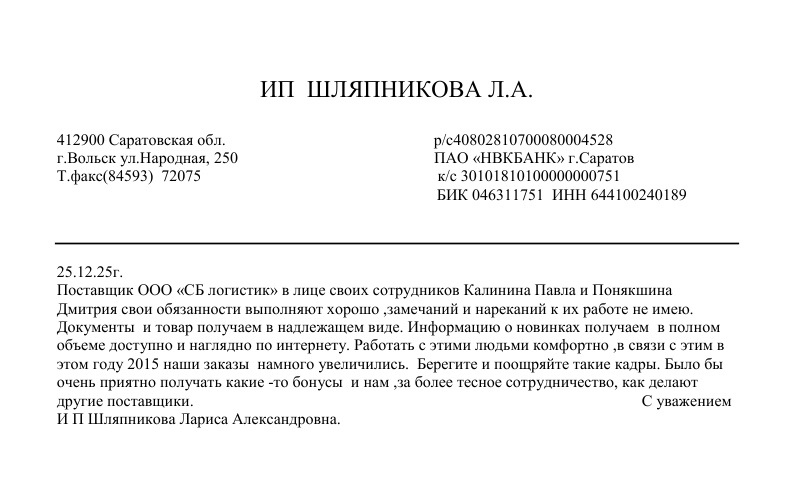 ИП ШЛЯПНИКОВА Л.А.
412900 Саратовская обл.
г.Вольск ул.Народная, 250
Т.факс(84593) 72075
р/с40802810700080004528
ПАО «НВКБАНК» г.Саратов
к/с 30101810100000000751
БИК 046311751 ИНН 644100240189
25.12.25г.
Поставщик ООО «СБ логистик» в лице своих сотрудников Калинина Павла и Понякшина
Дмитрия свои обязанности выполняют хорошо ,замечаний и нареканий к их работе не имею.
Документы и товар получаем в надлежащем виде. Информацию о новинках получаем в полном
объеме доступно и наглядно по интернету. Работать с этими людьми комфортно ,в связи с этим в
этом году 2015 наши заказы намного увеличились. Берегите и поощряйте такие кадры. Было бы
очень приятно получать какие -то бонусы и нам ,за более тесное сотрудничество, как делают
другие поставщики. С уважением
И П Шляпникова Лариса Александровна.